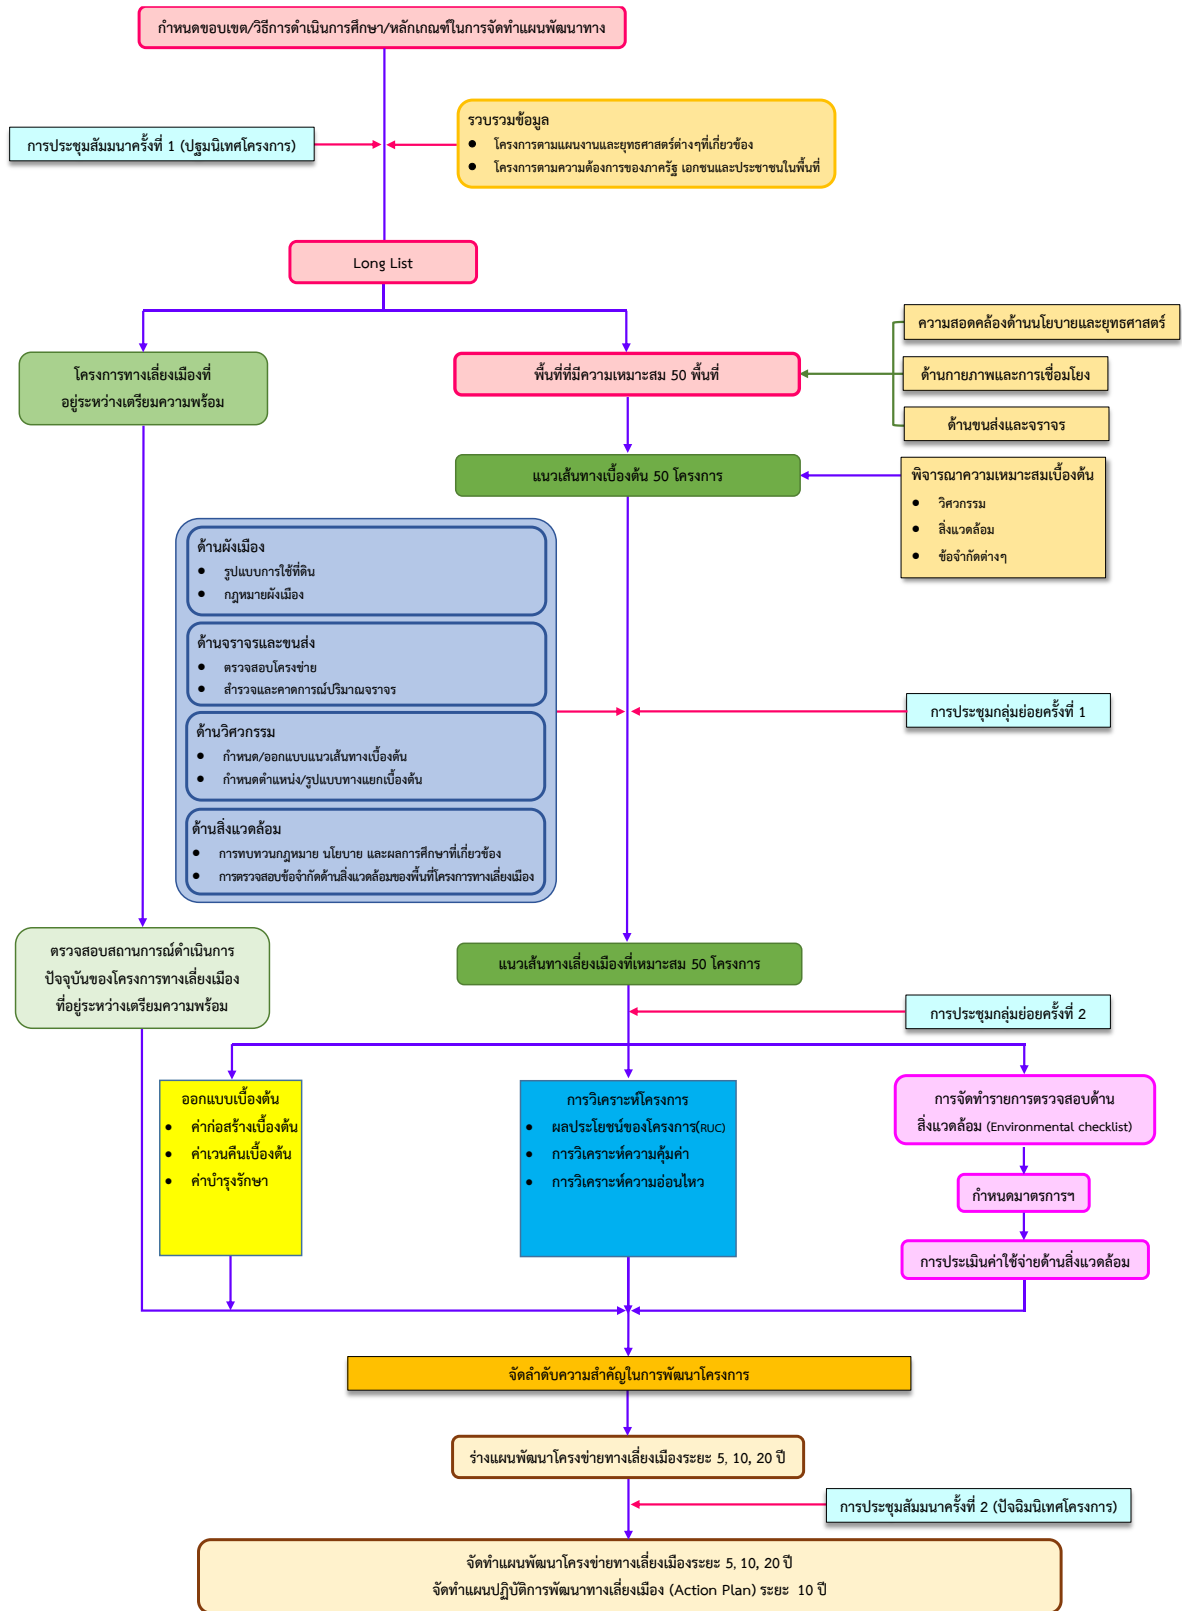 กำหนดขอบเขต/วิธีการดำเนินการศึกษา/หลักเกณฑ์ในการจัดทำแผนพัฒนาทาง
การประชุมสัมมนาครั้งที่ 1 (ปฐมนิเทศโครงการ)
รวบรวมข้อมูล
● โครงการตามแผนงานและยุทธศาสตร์ต่างๆที่เกี่ยวข้อง
● โครงการตามความต้องการของภาครัฐ เอกชนและประชาชนในพื้นที่
Long List
ความสอดคล้องด้านนโยบายและยุทธศาสตร์
โครงการทางเลี่ยงเมืองที่
อยู่ระหว่างเตรียมความพร้อม
พื้นที่ที่มีความเหมาะสม 50 พื้นที่
ด้านกายภาพและการเชื่อมโยง
ด้านขนส่งและจราจร
แนวเส้นทางเบื้องต้น 50 โครงการ
พิจารณาความเหมาะสมเบื้องต้น
● วิศวกรรม
● สิ่งแวดล้อม
● ข้อจำกัดต่างๆ
ด้านผังเมือง
● รูปแบบการใช้ที่ดิน
● กฎหมายผังเมือง
ด้านจราจรและขนส่ง
● ตรวจสอบโครงข่าย
● สำรวจและคาดการณ์ปริมาณจราจร
ด้านวิศวกรรม
● กำหนด/ออกแบบแนวเส้นทางเบื้องต้น
● กำหนดตำแหน่ง/รูปแบบทางแยกเบื้องต้น
ด้านสิ่งแวดล้อม
● การทบทวนกฎหมาย นโยบาย และผลการศึกษาที่เกี่ยวข้อง
● การตรวจสอบข้อจำกัดด้านสิ่งแวดล้อมของพื้นที่โครงการทางเลี่ยงเมือง
การประชุมกลุ่มย่อยครั้งที่ 1
ตรวจสอบสถานการณ์ดำเนินการ
ปัจจุบันของโครงการทางเลี่ยงเมือง
ที่อยู่ระหว่างเตรียมความพร้อม
แนวเส้นทางเลี่ยงเมืองที่เหมาะสม 50 โครงการ
การประชุมกลุ่มย่อยครั้งที่ 2
ออกแบบเบื้องต้น
● ค่าก่อสร้างเบื้องต้น
● ค่าเวนคืนเบื้องต้น
● ค่าบำรุงรักษา
การวิเคราะห์โครงการ
● ผลประโยชน์ของโครงการ(RUC)
● การวิเคราะห์ความคุ้มค่า
● การวิเคราะห์ความอ่อนไหว
การจัดทำรายการตรวจสอบด้าน
สิ่งแวดล้อม (Environmental checklist)
กำหนดมาตรการฯ
การประเมินค่าใช้จ่ายด้านสิ่งแวดล้อม
จัดลำดับความสำคัญในการพัฒนาโครงการ
ร่างแผนพัฒนาโครงข่ายทางเลี่ยงเมืองระยะ 5, 10, 20 ปี
การประชุมสัมมนาครั้งที่ 2 (ปัจฉิมนิเทศโครงการ)
จัดทำแผนพัฒนาโครงข่ายทางเลี่ยงเมืองระยะ 5, 10, 20 ปี
จัดทำแผนปฏิบัติการพัฒนาทางเลี่ยงเมือง (Action Plan) ระยะ 10 ปี